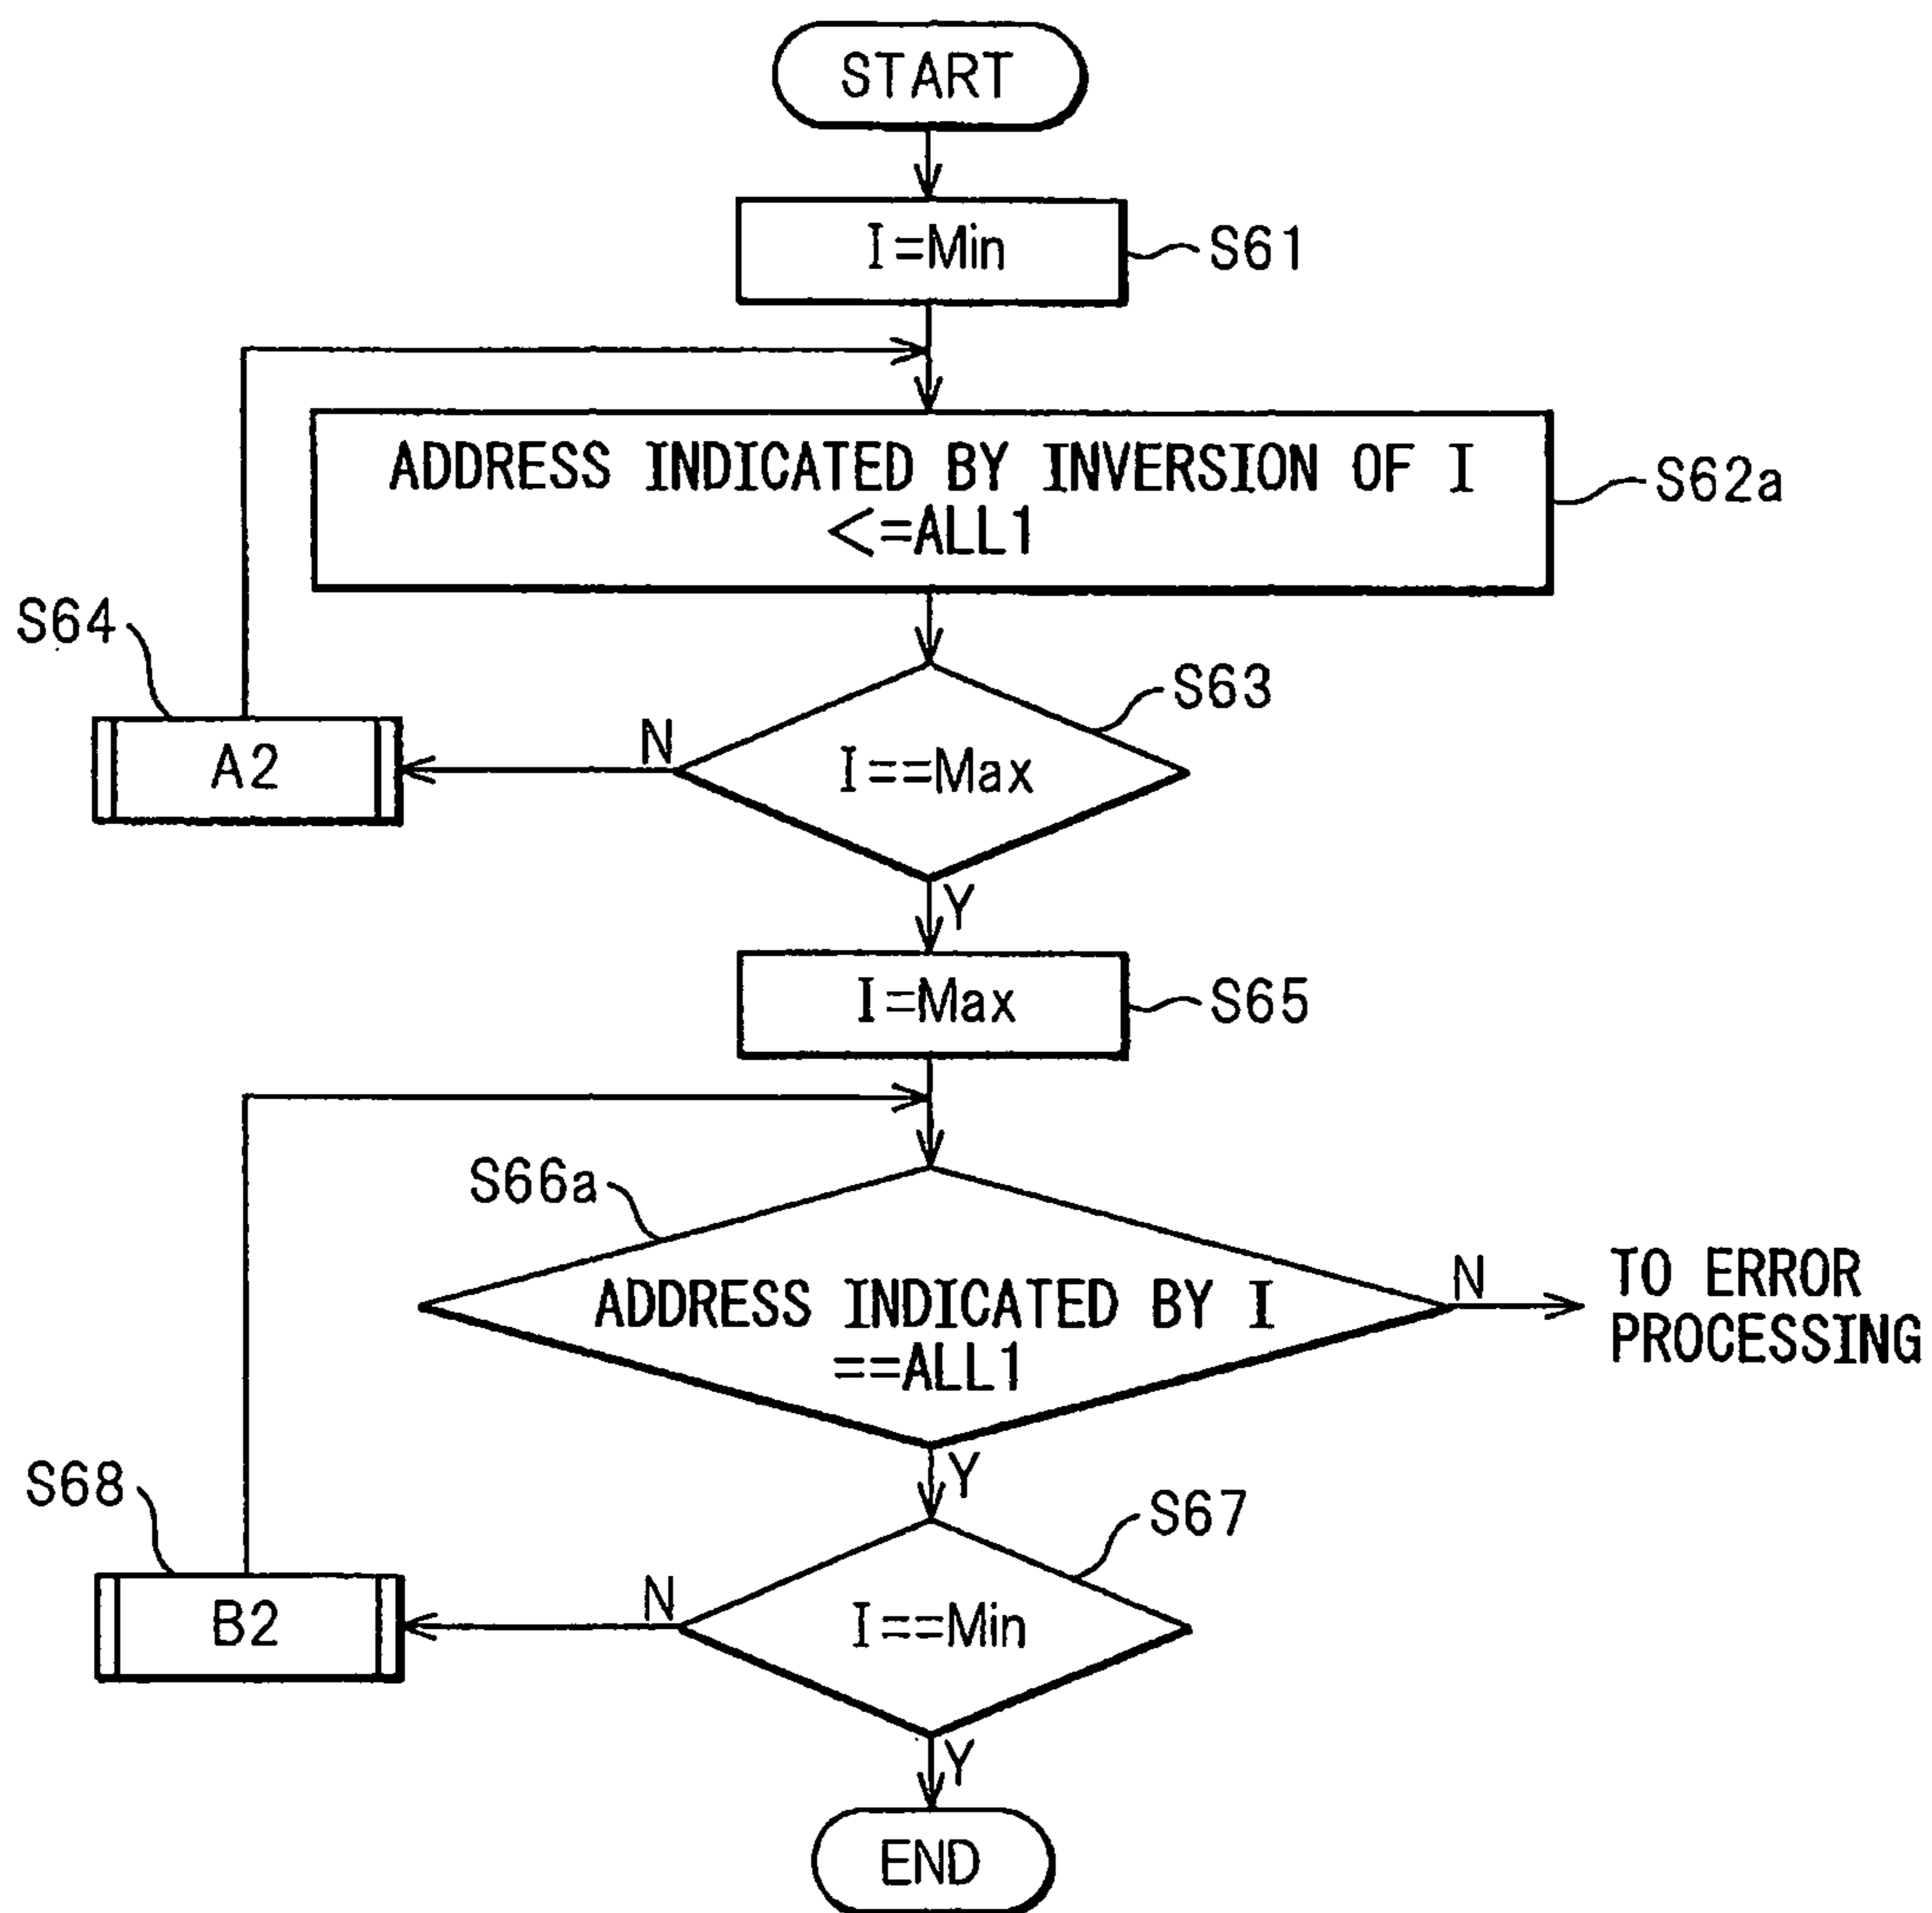 START
I=Min
S61
ADDRESS INDICATED BY INVERSION OF I
<=ALL1
S62a
S64
S63
A2
N
I==Max
Y
I=Max
S65
S66a
ADDRESS INDICATED BY I
==ALL1
N
TO ERROR
PROCESSING
Y
S68
S67
B2
N
I==Min
Y
END